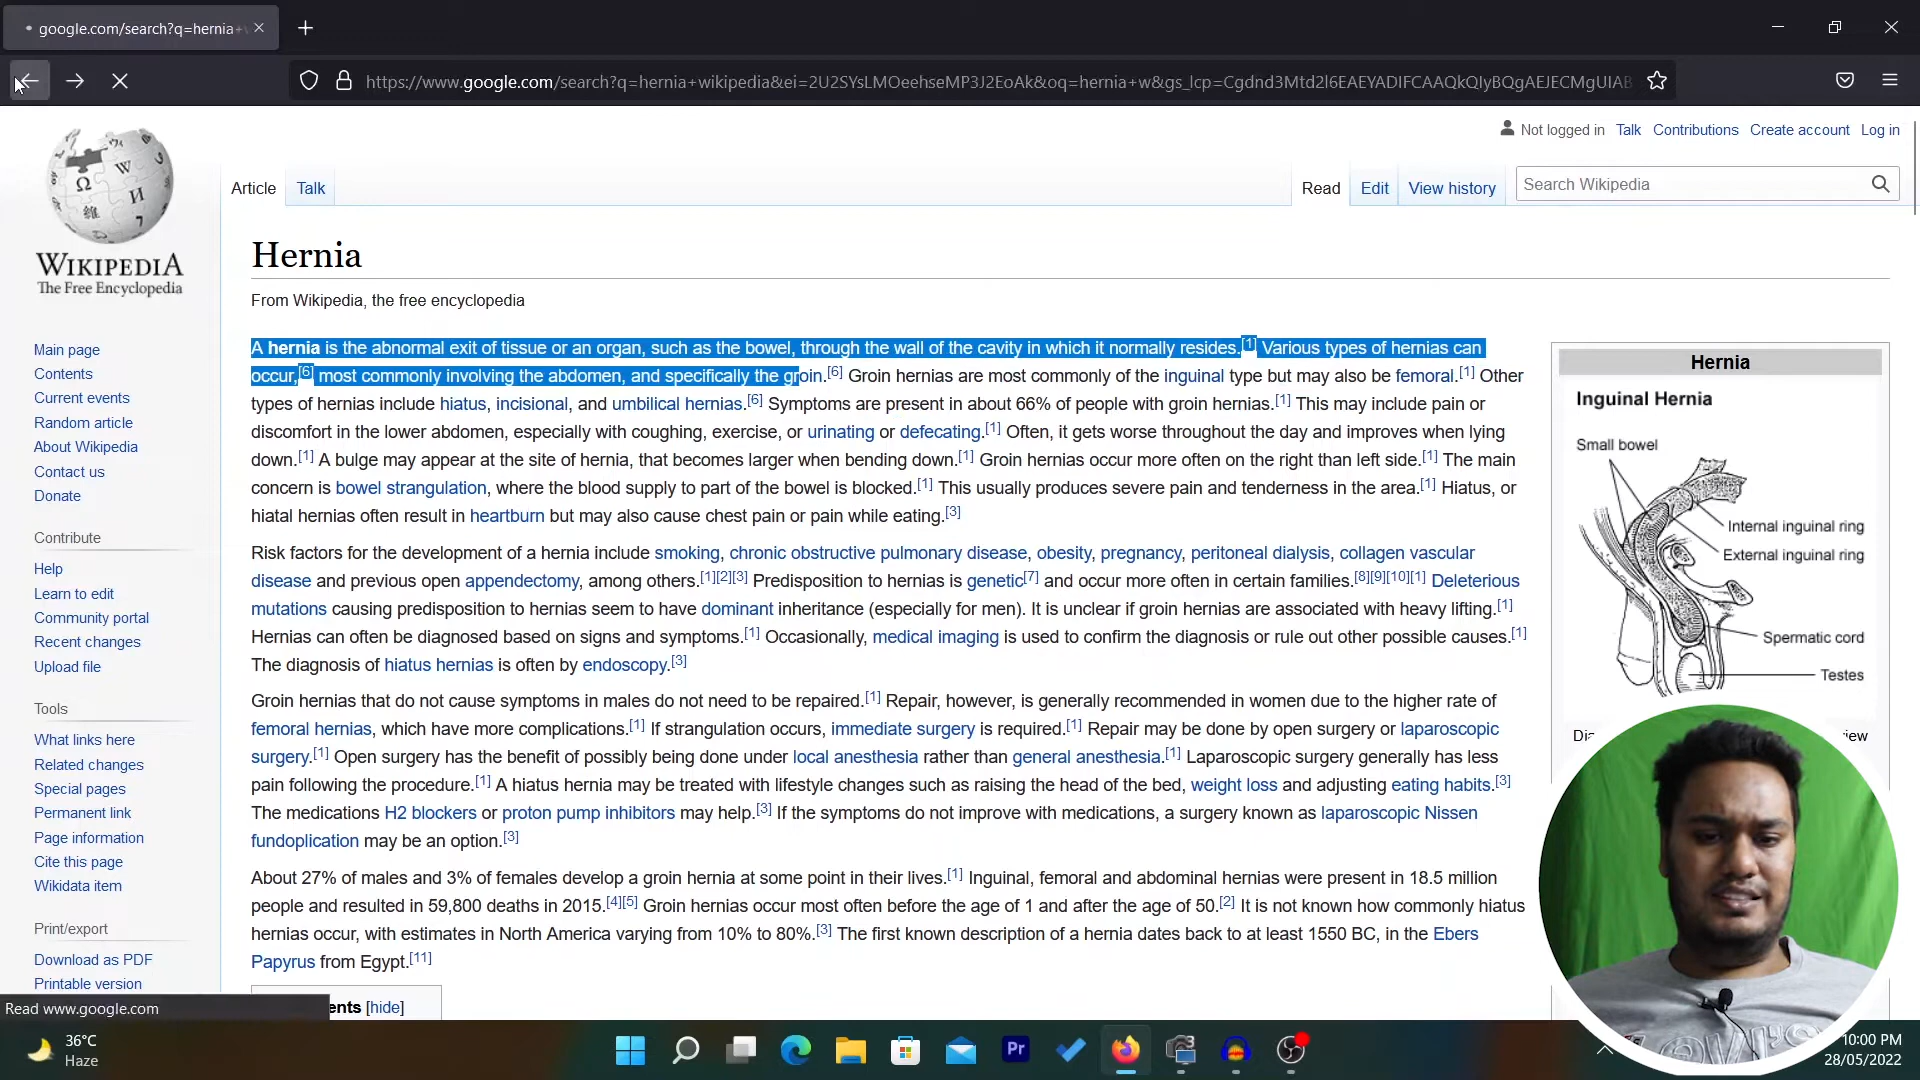 google.com/search?q=hernia+
https://www.google.com/search?q=hernia+wikipedia&ei=2U2SYsLMOeehseMP3J2EoAk&oq=hernia+w&gs_lcp=Cgdnd3Mtd2l6EAEYADIFCAAQkQIyBQgAEJECMgUIAB
Not logged in Talk Contributions Create account Log in
Article Talk Read Edit View history Search Wikipedia
WIKIPEDIA
The Free Encyclopedia
Main page
Contents
Current events
Random article
About Wikipedia
Contact us
Donate
Contribute
Help
Learn to edit
Community portal
Recent changes
Upload file
Tools
What links here
Related changes
Special pages
Permanent link
Page information
Cite this page
Wikidata item
Print/export
Download as PDF
Printable version
Hernia
From Wikipedia, the free encyclopedia
A hernia is the abnormal exit of tissue or an organ, such as the bowel, through the wall of the cavity in which it normally resides.[1] Various types of hernias can
occur,[6] most commonly involving the abdomen, and specifically the groin.[6] Groin hernias are most commonly of the inguinal type but may also be femoral.[1] Other
types of hernias include hiatus, incisional, and umbilical hernias.[6] Symptoms are present in about 66% of people with groin hernias.[1] This may include pain or
discomfort in the lower abdomen, especially with coughing, exercise, or urinating or defecating.[1] Often, it gets worse throughout the day and improves when lying
down.[1] A bulge may appear at the site of hernia, that becomes larger when bending down.[1] Groin hernias occur more often on the right than left side.[1] The main
concern is bowel strangulation, where the blood supply to part of the bowel is blocked.[1] This usually produces severe pain and tenderness in the area.[1] Hiatus, or
hiatal hernias often result in heartburn but may also cause chest pain or pain while eating.[3]
Risk factors for the development of a hernia include smoking, chronic obstructive pulmonary disease, obesity, pregnancy, peritoneal dialysis, collagen vascular
disease and previous open appendectomy, among others.[1][2][3] Predisposition to hernias is genetic[7] and occur more often in certain families.[8][9][10][1] Deleterious
mutations causing predisposition to hernias seem to have dominant inheritance (especially for men). It is unclear if groin hernias are associated with heavy lifting.[1]
Hernias can often be diagnosed based on signs and symptoms.[1] Occasionally, medical imaging is used to confirm the diagnosis or rule out other possible causes.[1]
The diagnosis of hiatus hernias is often by endoscopy.[3]
Groin hernias that do not cause symptoms in males do not need to be repaired.[1] Repair, however, is generally recommended in women due to the higher rate of
femoral hernias, which have more complications.[1] If strangulation occurs, immediate surgery is required.[1] Repair may be done by open surgery or laparoscopic
surgery.[1] Open surgery has the benefit of possibly being done under local anesthesia rather than general anesthesia.[1] Laparoscopic surgery generally has less
pain following the procedure.[1] A hiatus hernia may be treated with lifestyle changes such as raising the head of the bed, weight loss and adjusting eating habits.[3]
The medications H2 blockers or proton pump inhibitors may help.[3] If the symptoms do not improve with medications, a surgery known as laparoscopic Nissen
fundoplication may be an option.[3]
About 27% of males and 3% of females develop a groin hernia at some point in their lives.[1] Inguinal, femoral and abdominal hernias were present in 18.5 million
people and resulted in 59,800 deaths in 2015.[4][5] Groin hernias occur most often before the age of 1 and after the age of 50.[2] It is not known how commonly hiatus
hernias occur, with estimates in North America varying from 10% to 80%.[3] The first known description of a hernia dates back to at least 1550 BC, in the Ebers
Papyrus from Egypt.[11]
ents [hide]
Hernia
Inguinal Hernia
Small bowel
Internal inguinal ring
External inguinal ring
Spermatic cord
Testes
Read www.google.com
36°C
Haze
Pr
10:00 PM
28/05/2022